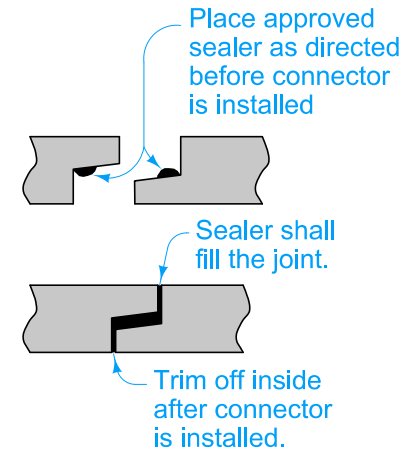 Place approved
sealer as directed
before connector
is installed
Sealer shall
fill the joint.
Trim off inside
after connector
is installed.